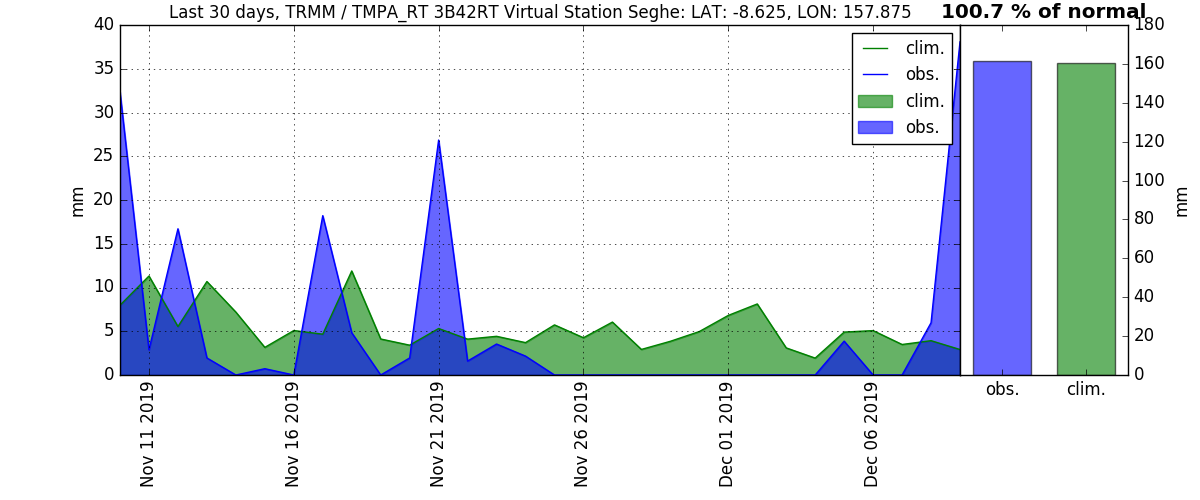 Last 30 days, TRMM / TMPA_RT 3B42RT Virtual Station Seghe: LAT: -8.625, LON: 157.875
100.7 % of normal
40
35
30
25
20
15
10
5
0
mm
clim.
obs.
clim.
obs.
180
160
140
120
100
80
60
40
20
0
mm
Nov 11 2019
Nov 16 2019
Nov 21 2019
Nov 26 2019
Dec 01 2019
Dec 06 2019
obs.
clim.